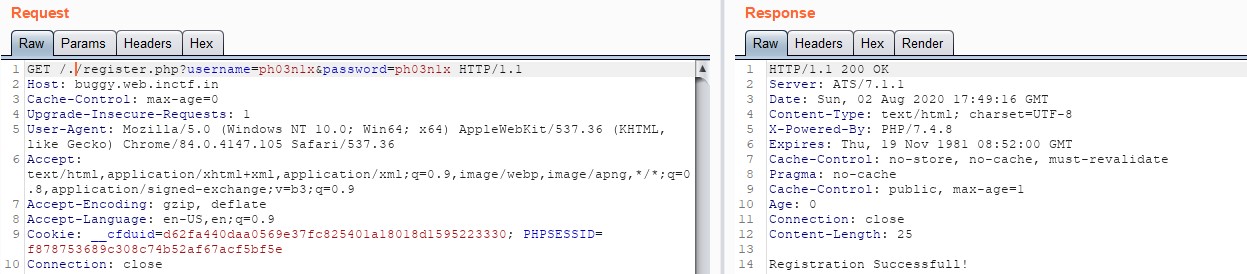 Request
Raw Params Headers Hex
1 GET /./register.php?username=ph03n1x&password=ph03n1x HTTP/1.1
2 Host: buggy.web.inctf.in
3 Cache-Control: max-age=0
4 Upgrade-Insecure-Requests: 1
5 User-Agent: Mozilla/5.0 (Windows NT 10.0; Win64; x64) AppleWebKit/537.36 (KHTML,
like Gecko) Chrome/84.0.4147.105 Safari/537.36
6 Accept:
text/html,application/xhtml+xml,application/xml;q=0.9,image/webp,image/apng,*/*;q=0
.8,application/signed-exchange;v=b3;q=0.9
7 Accept-Encoding: gzip, deflate
8 Accept-Language: en-US,en;q=0.9
9 Cookie: __cfduid=d62fa440daa0569e37fc825401a18018d1595223330; PHPSESSID=
f878753689c308c74b52af67acf5bf5e
10 Connection: close
Response
Raw Headers Hex Render
1 HTTP/1.1 200 OK
2 Server: ATS/7.1.1
3 Date: Sun, 02 Aug 2020 17:49:16 GMT
4 Content-Type: text/html; charset=UTF-8
5 X-Powered-By: PHP/7.4.8
6 Expires: Thu, 19 Nov 1981 08:52:00 GMT
7 Cache-Control: no-store, no-cache, must-revalidate
8 Pragma: no-cache
9 Cache-Control: public, max-age=1
10 Age: 0
11 Connection: close
12 Content-Length: 25
13
14 Registration Successfull!